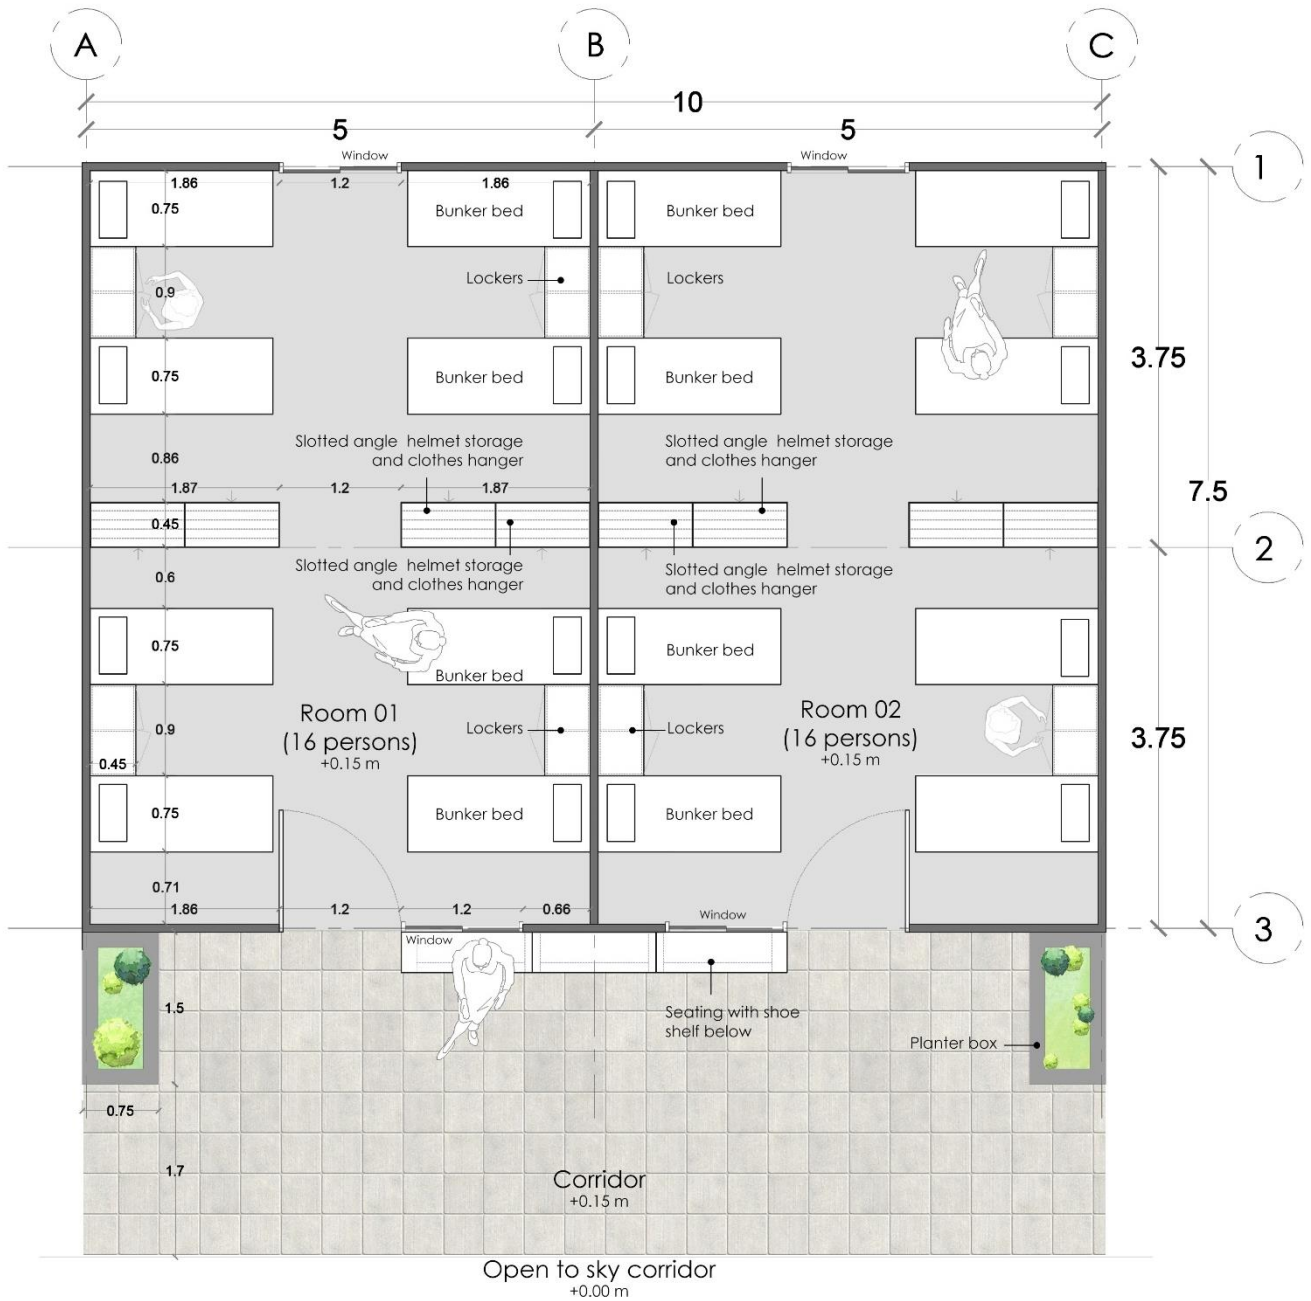 A
B
C
10
5
5
Window
Window
1
1.86
1.2
1.86
0.75
Bunker bed
Bunker bed
Lockers
Lockers
0.9
3.75
0.75
Bunker bed
Bunker bed
Slotted angle helmet storage
and clothes hanger
Slotted angle helmet storage
and clothes hanger
0.86
1.87
1.2
1.87
7.5
0.45
2
Slotted angle helmet storage
and clothes hanger
Slotted angle helmet storage
and clothes hanger
0.6
0.75
Bunker bed
Bunker bed
Room 01
(16 persons)
+0.15 m
Room 02
(16 persons)
+0.15 m
0.9
Lockers
Lockers
3.75
0.45
0.75
Bunker bed
Bunker bed
0.71
1.86
1.2
1.2
0.66
Window
3
Window
1.5
Seating with shoe
shelf below
Planter box
0.75
1.7
Corridor
+0.15 m
Open to sky corridor
+0.00 m